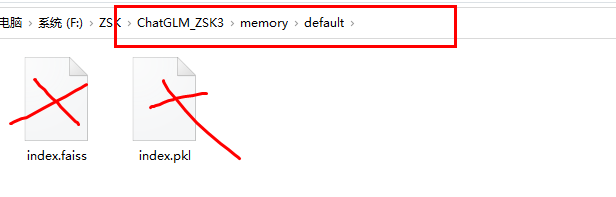 电脑 › 系统 (F:) › ZSK › ChatGLM_ZSK3 › memory › default ›
index.faiss index.pkl